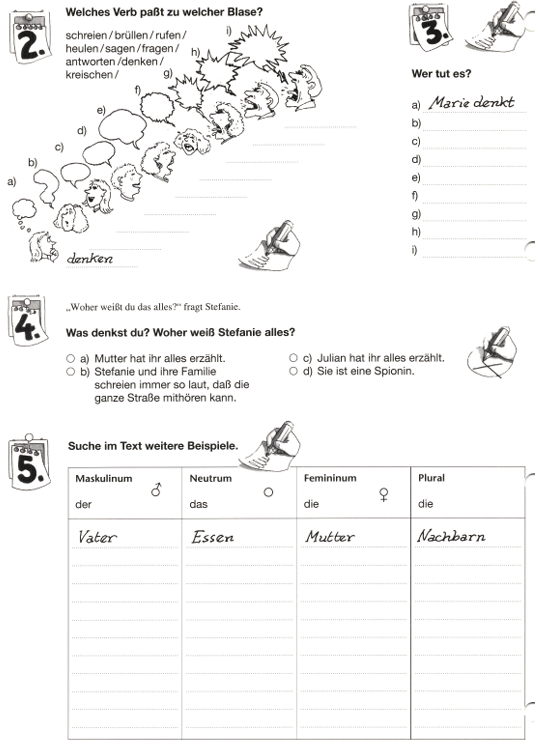 2.
Welches Verb paßt zu welcher Blase?
schreien / brüllen / rufen /
heulen / sagen / fragen /
antworten /denken /
kreischen /
i)
h)
g)
f)
e)
d)
c)
b)
a)
denken
3.
Wer tut es?
a) Marie denkt
b)
c)
d)
e)
f)
g)
h)
i)
4.
„Woher weißt du das alles?“ fragt Stefanie.
Was denkst du? Woher weiß Stefanie alles?
a) Mutter hat ihr alles erzählt.
b) Stefanie und ihre Familie
schreien immer so laut, daß die
ganze Straße mithören kann.
c) Julian hat ihr alles erzählt.
d) Sie ist eine Spionin.
5.
Suche im Text weitere Beispiele.
Maskulinum Neutrum Femininum Plural
der das die die
Vater Essen Mutter Nachbarn